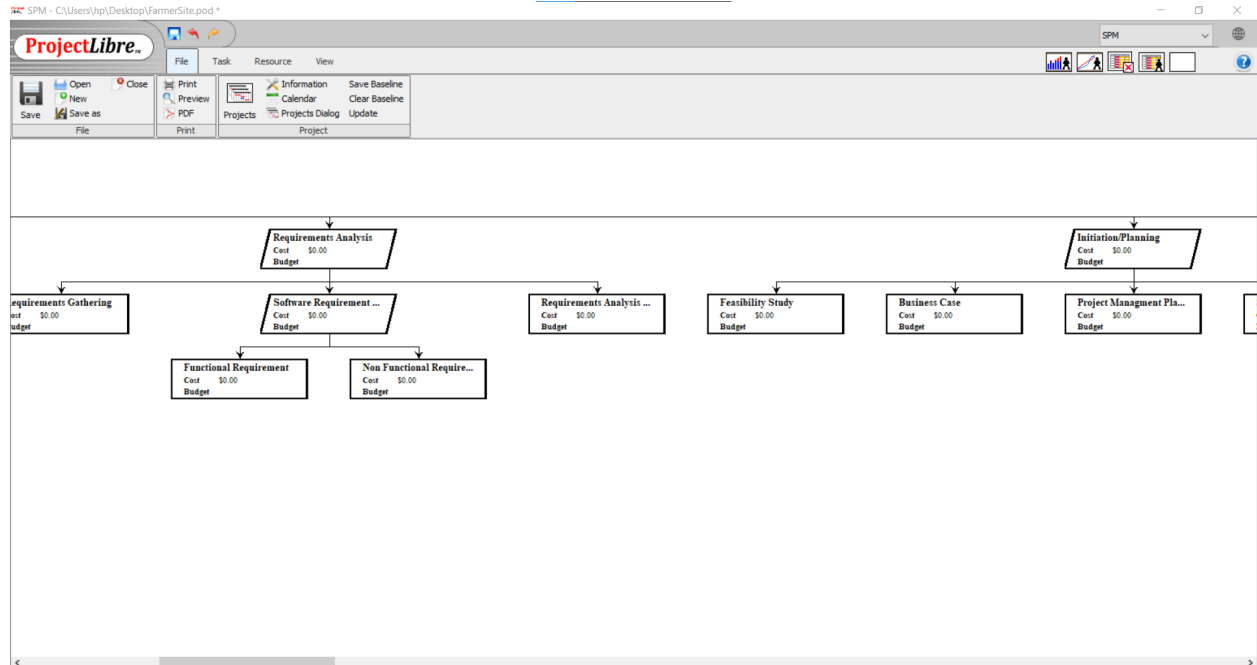 SPM - C:\Users\hp\Desktop\FarmerSite.pod *
ProjectLibre™
SPM
File Task Resource View
Save
Open
New
Save as
Close
File
Print
Preview
PDF
Print
Projects
Information
Calendar
Projects Dialog
Save Baseline
Clear Baseline
Update
Project
Requirements Analysis
Cost $0.00
Budget
Initiation/Planning
Cost $0.00
Budget
equirements Gathering
ost $0.00
udget
Software Requirement ...
Cost $0.00
Budget
Requirements Analysis ...
Cost $0.00
Budget
Feasibility Study
Cost $0.00
Budget
Business Case
Cost $0.00
Budget
Project Managment Pla...
Cost $0.00
Budget
Functional Requirement
Cost $0.00
Budget
Non Functional Require...
Cost $0.00
Budget